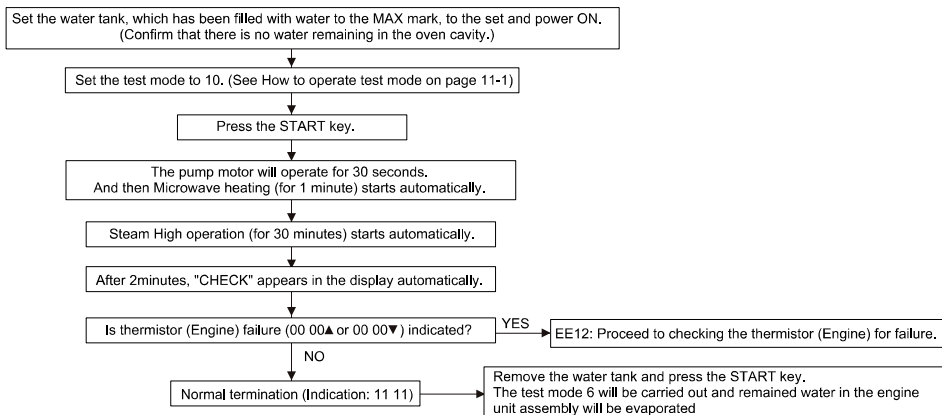 Set the water tank, which has been filled with water to the MAX mark, to the set and power ON.
(Confirm that there is no water remaining in the oven cavity.)
Set the test mode to 10. (See How to operate test mode on page 11-1)
Press the START key.
The pump motor will operate for 30 seconds.
And then Microwave heating (for 1 minute) starts automatically.
Steam High operation (for 30 minutes) starts automatically.
After 2minutes, "CHECK" appears in the display automatically.
Is thermistor (Engine) failure (00 00▲ or 00 00▼) indicated?
YES
EE12: Proceed to checking the thermistor (Engine) for failure.
NO
Normal termination (Indication: 11 11)
Remove the water tank and press the START key.
The test mode 6 will be carried out and remained water in the engine
unit assembly will be evaporated